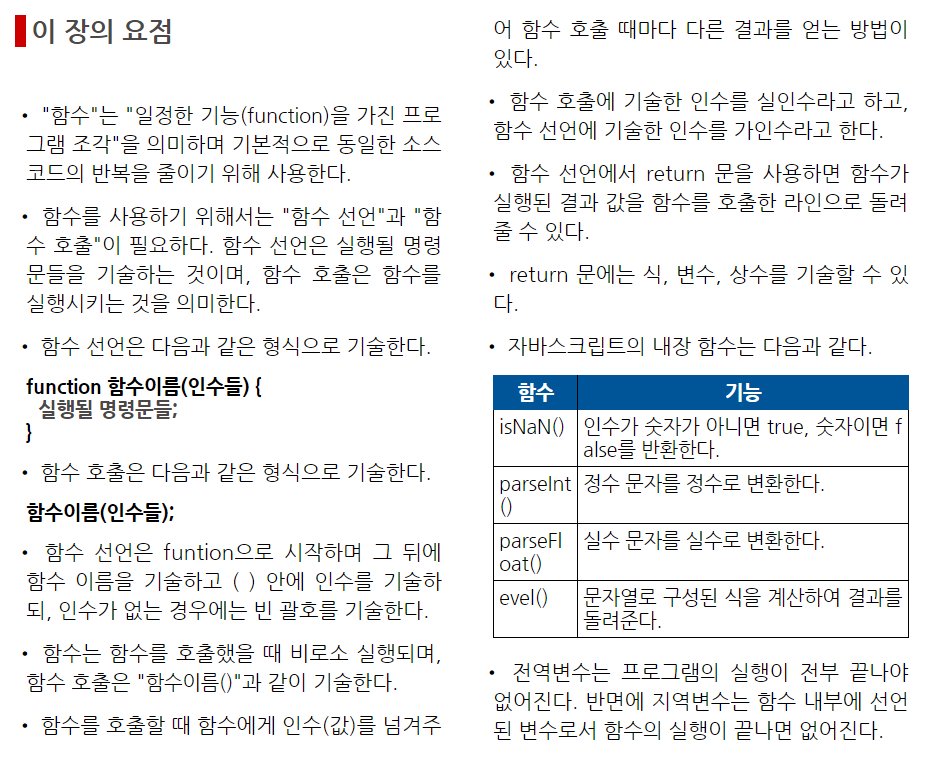 이 장의 요점
• "함수"는 "일정한 기능(function)을 가진 프로
그램 조각"을 의미하며 기본적으로 동일한 소스
코드의 반복을 줄이기 위해 사용한다.
• 함수를 사용하기 위해서는 "함수 선언"과 "함
수 호출"이 필요하다. 함수 선언은 실행될 명령
문들을 기술하는 것이며, 함수 호출은 함수를
실행시키는 것을 의미한다.
• 함수 선언은 다음과 같은 형식으로 기술한다.
function 함수이름(인수들) {
실행될 명령문들;
}
• 함수 호출은 다음과 같은 형식으로 기술한다.
함수이름(인수들);
• 함수 선언은 funtion으로 시작하며 그 뒤에
함수 이름을 기술하고 ( ) 안에 인수를 기술하
되, 인수가 없는 경우에는 빈 괄호를 기술한다.
• 함수는 함수를 호출했을 때 비로소 실행되며,
함수 호출은 "함수이름()"과 같이 기술한다.
• 함수를 호출할 때 함수에게 인수(값)를 넘겨주
어 함수 호출 때마다 다른 결과를 얻는 방법이
있다.
• 함수 호출에 기술한 인수를 실인수라고 하고,
함수 선언에 기술한 인수를 가인수라고 한다.
• 함수 선언에서 return 문을 사용하면 함수가
실행된 결과 값을 함수를 호출한 라인으로 돌려
줄 수 있다.
• return 문에는 식, 변수, 상수를 기술할 수 있
다.
• 자바스크립트의 내장 함수는 다음과 같다.
함수 기능
isNaN() 인수가 숫자가 아니면 true, 숫자이면 f
alse를 반환한다.
parseInt 정수 문자를 정수로 변환한다.
()
parseFl 실수 문자를 실수로 변환한다.
oat()
evel() 문자열로 구성된 식을 계산하여 결과를
돌려준다.
• 전역변수는 프로그램의 실행이 전부 끝나야
없어진다. 반면에 지역변수는 함수 내부에 선언
된 변수로서 함수의 실행이 끝나면 없어진다.